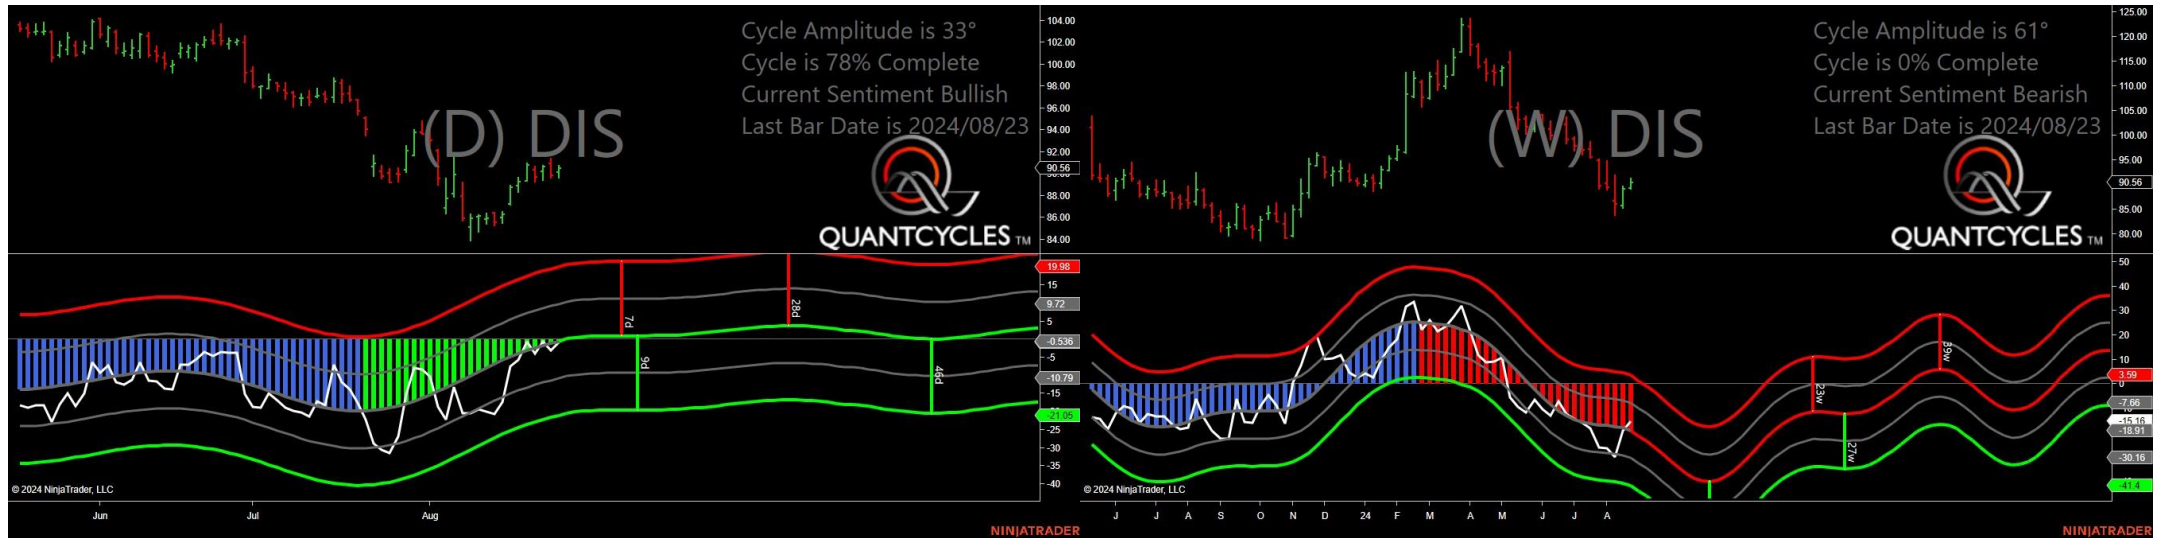 Cycle Amplitude is 33°
Cycle is 78% Complete
Current Sentiment Bullish
Last Bar Date is 2024/08/23
(D) DIS
QUANTCYCLES TM
104.00
102.00
100.00
98.00
96.00
94.00
92.00
90.56
88.00
86.00
84.00
19.98
15
9.72
5
-0.536
-5
-10.79
-15
-21.05
-25
-30
-35
-40
7d
9d
28d
46d
© 2024 NinjaTrader, LLC
Jun Jul Aug
NINJATRADER
Cycle Amplitude is 61°
Cycle is 0% Complete
Current Sentiment Bearish
Last Bar Date is 2024/08/23
(W) DIS
QUANTCYCLES TM
125.00
120.00
115.00
110.00
105.00
100.00
95.00
90.56
85.00
80.00
50
40
30
20
10
3.59
0
-7.66
-15.16
-18.91
-30.16
-41.4
23w
27w
39w
© 2024 NinjaTrader, LLC
J J A S O N D 24 F M A M J J A
NINJATRADER